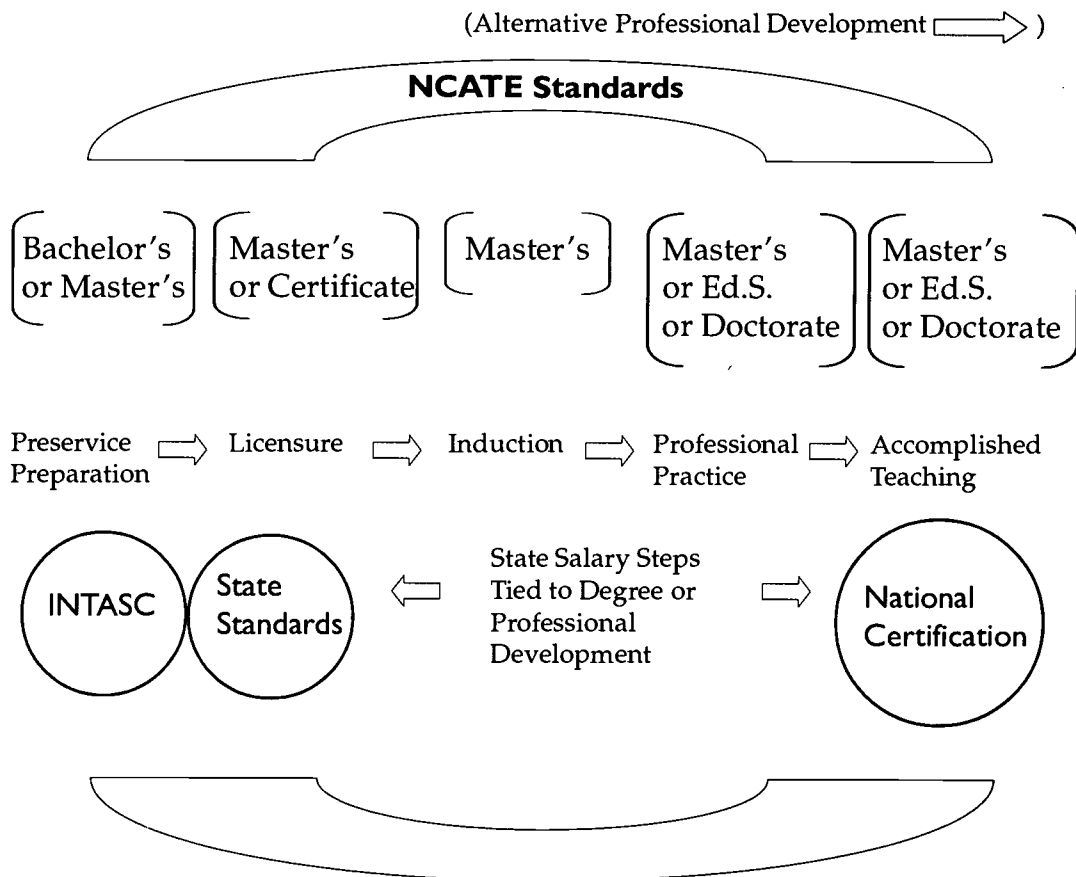 (Alternative Professional Development )
NCATE Standards
Bachelor's
or Master's
Master's
or Certificate
Master's
Master's
or Ed.S.
or Doctorate
Master's
or Ed.S.
or Doctorate
Preservice
Preparation
Licensure
Induction
Professional
Practice
Accomplished
Teaching
INTASC
State
Standards
State Salary Steps
Tied to Degree or
Professional
Development
National
Certification